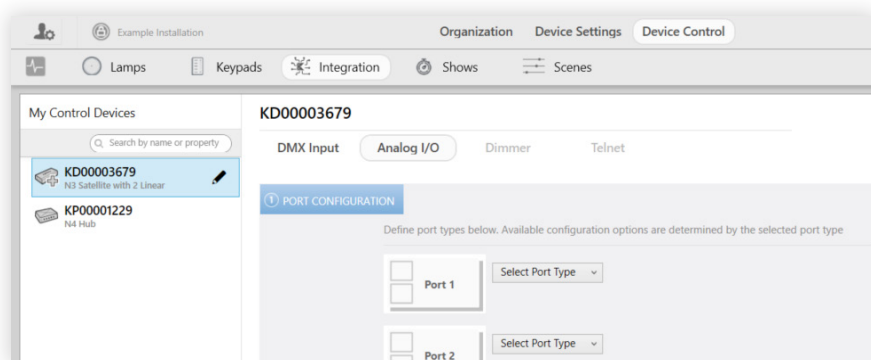 Example Installation
Organization Device Settings Device Control
Lamps Keypads Integration Shows Scenes
My Control Devices
Search by name or property
KD00003679
N3 Satellite with 2 Linear
KP00001229
N4 Hub
KD00003679
DMX Input Analog I/O Dimmer Telnet
1 PORT CONFIGURATION
Define port types below. Available configuration options are determined by the selected port type
Port 1 Select Port Type
Port 2 Select Port Type